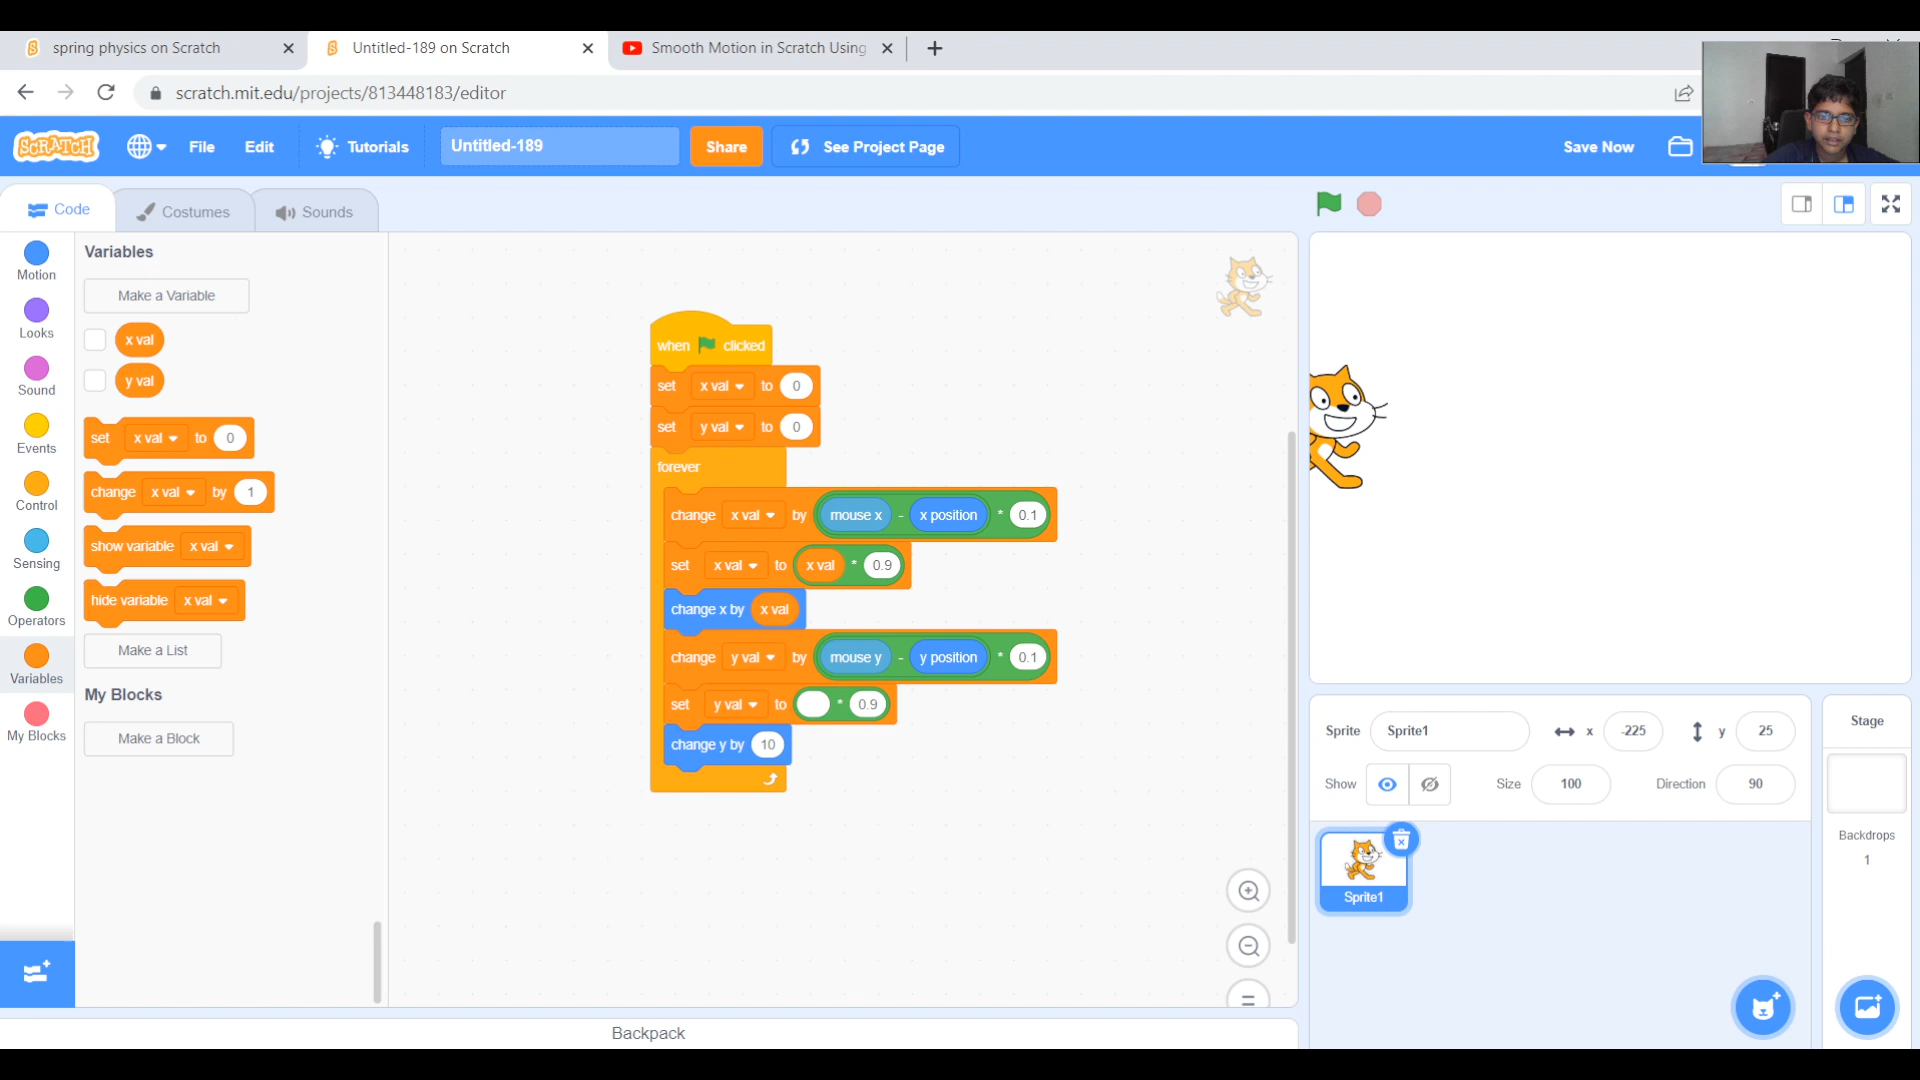 spring physics on Scratch
Untitled-189 on Scratch
Smooth Motion in Scratch Using
scratch.mit.edu/projects/813448183/editor
SCRATCH
File
Edit
Tutorials
Untitled-189
Share
See Project Page
Save Now
Code
Costumes
Sounds
Motion
Looks
Sound
Events
Control
Sensing
Operators
Variables
My Blocks
Variables
Make a Variable
x val
y val
set x val to 0
change x val by 1
show variable x val
hide variable x val
Make a List
My Blocks
Make a Block
when clicked
set x val to 0
set y val to 0
forever
change x val by mouse x - x position * 0.1
set x val to x val * 0.9
change x by x val
change y val by mouse y - y position * 0.1
set y val to * 0.9
change y by 10
Backpack
Sprite Sprite1 x -225 y 25
Show Size 100 Direction 90
Sprite1
Stage
Backdrops
1